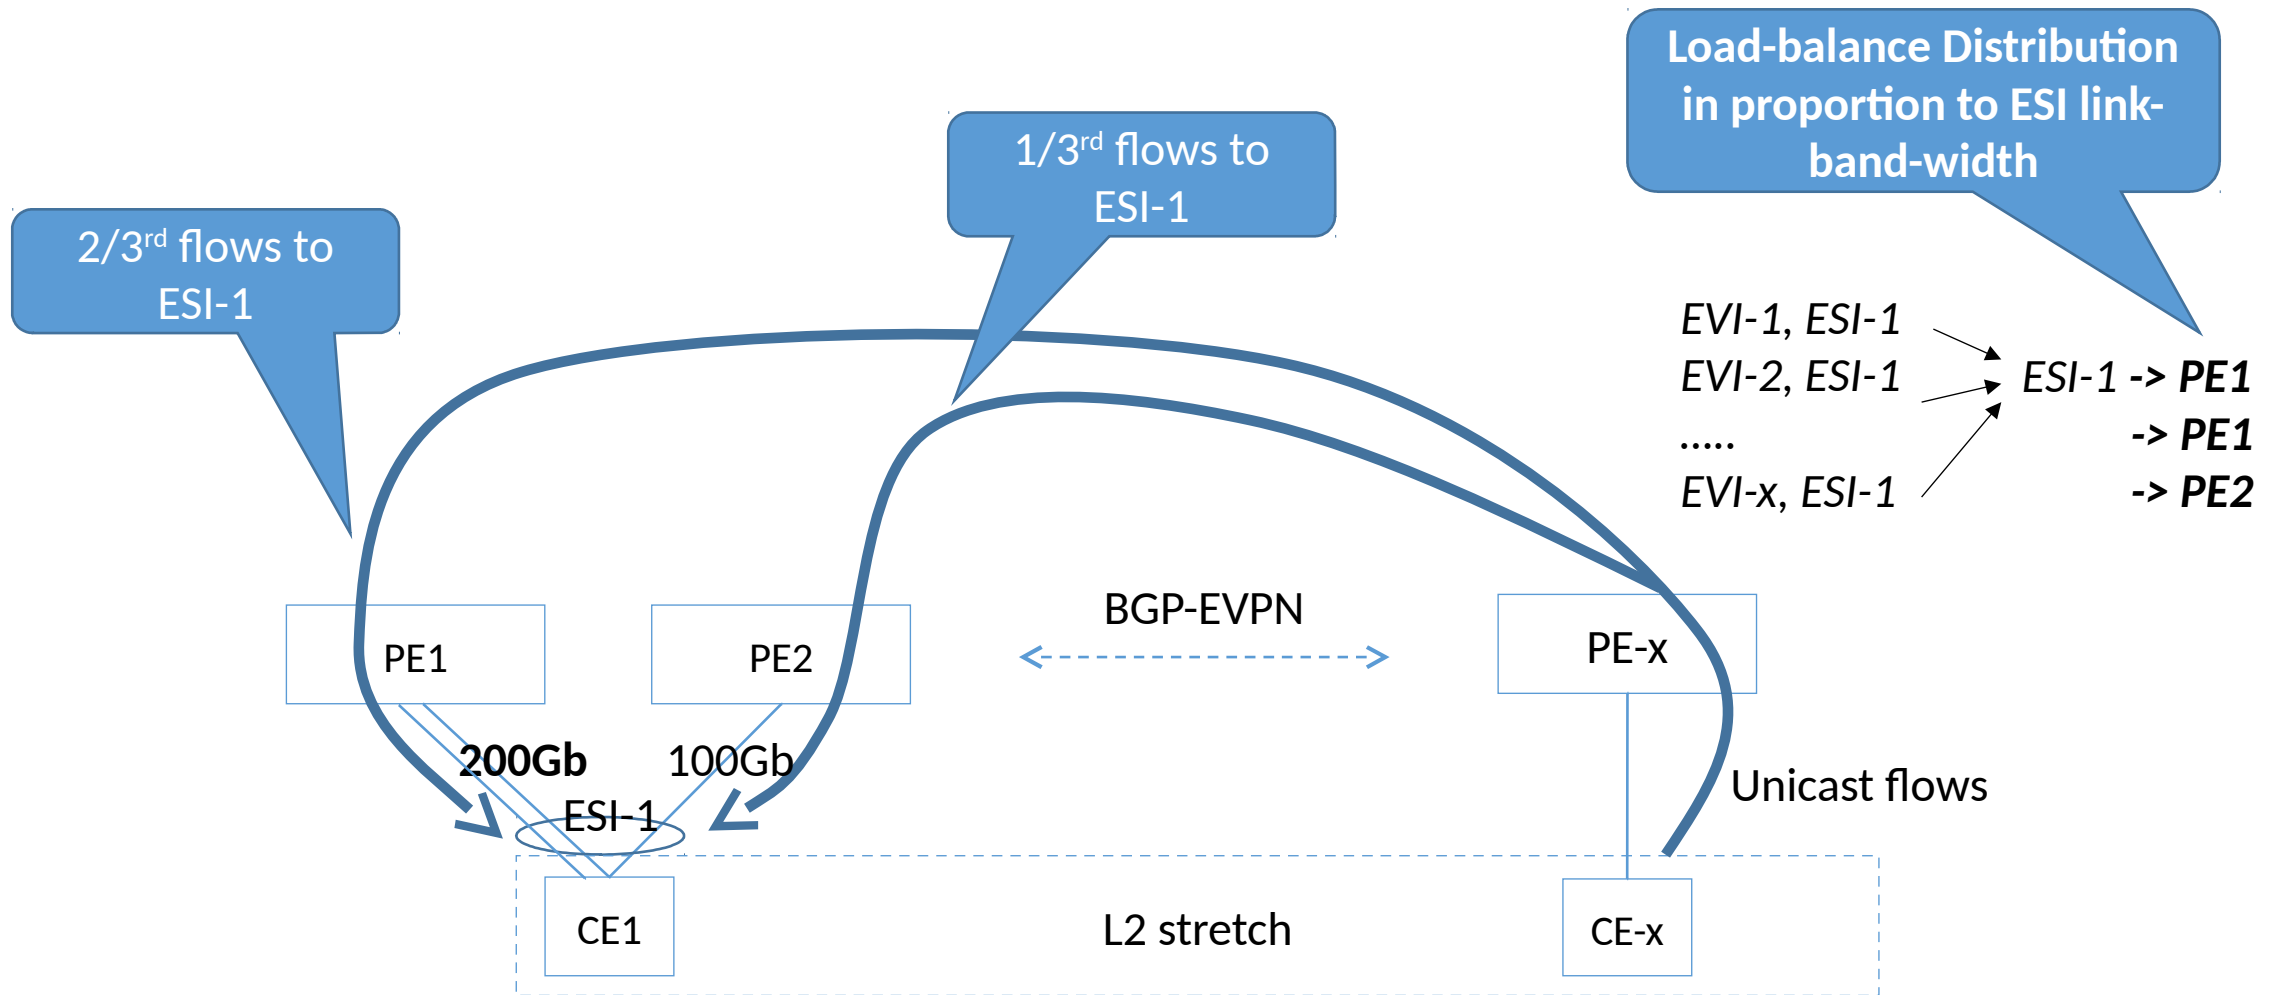 Load-balance Distribution
in proportion to ESI link-
band-width
1/3rd flows to
ESI-1
2/3rd flows to
ESI-1
EVI-1, ESI-1
EVI-2, ESI-1
.....
EVI-x, ESI-1
ESI-1 -> PE1
-> PE1
-> PE2
BGP-EVPN
PE1
PE2
PE-x
200Gb
100Gb
ESI-1
Unicast flows
CE1
L2 stretch
CE-x